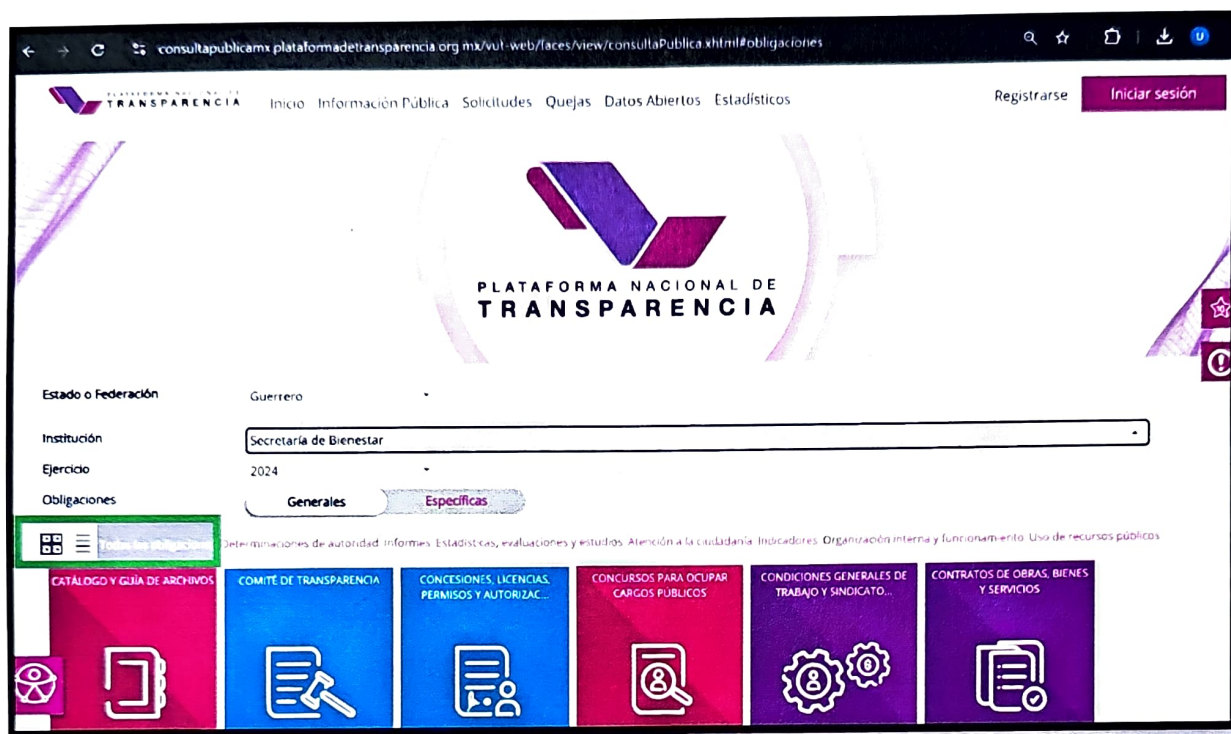 consultapublicamx.plataformadetransparencia.org.mx/vut-web/faces/view/consultaPublica.xhtml#obligaciones
PLATAFORMA NACIONAL DE
TRANSPARENCIA
Inicio Información Pública Solicitudes Quejas Datos Abiertos Estadísticos
Registrarse Iniciar sesión
PLATAFORMA NACIONAL DE
TRANSPARENCIA
Estado o Federación Guerrero
Institución Secretaría de Bienestar
Ejercicio 2024
Obligaciones Generales Específicas
Determinaciones de autoridad Informes Estadísticas, evaluaciones y estudios Atención a la ciudadanía Indicadores Organización interna y funcionamiento Uso de recursos públicos
CATÁLOGO Y GUÍA DE ARCHIVOS
COMITÉ DE TRANSPARENCIA
CONCESIONES, LICENCIAS,
PERMISOS Y AUTORIZAC...
CONCURSOS PARA OCUPAR
CARGOS PÚBLICOS
CONDICIONES GENERALES DE
TRABAJO Y SINDICATO...
CONTRATOS DE OBRAS, BIENES
Y SERVICIOS